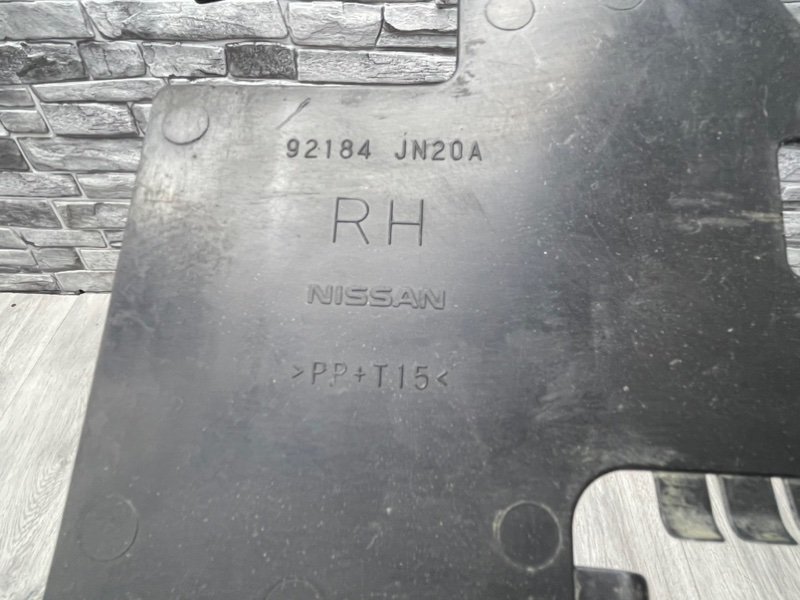 92184 JN20A
RH
NISSAN
>PP+T15<